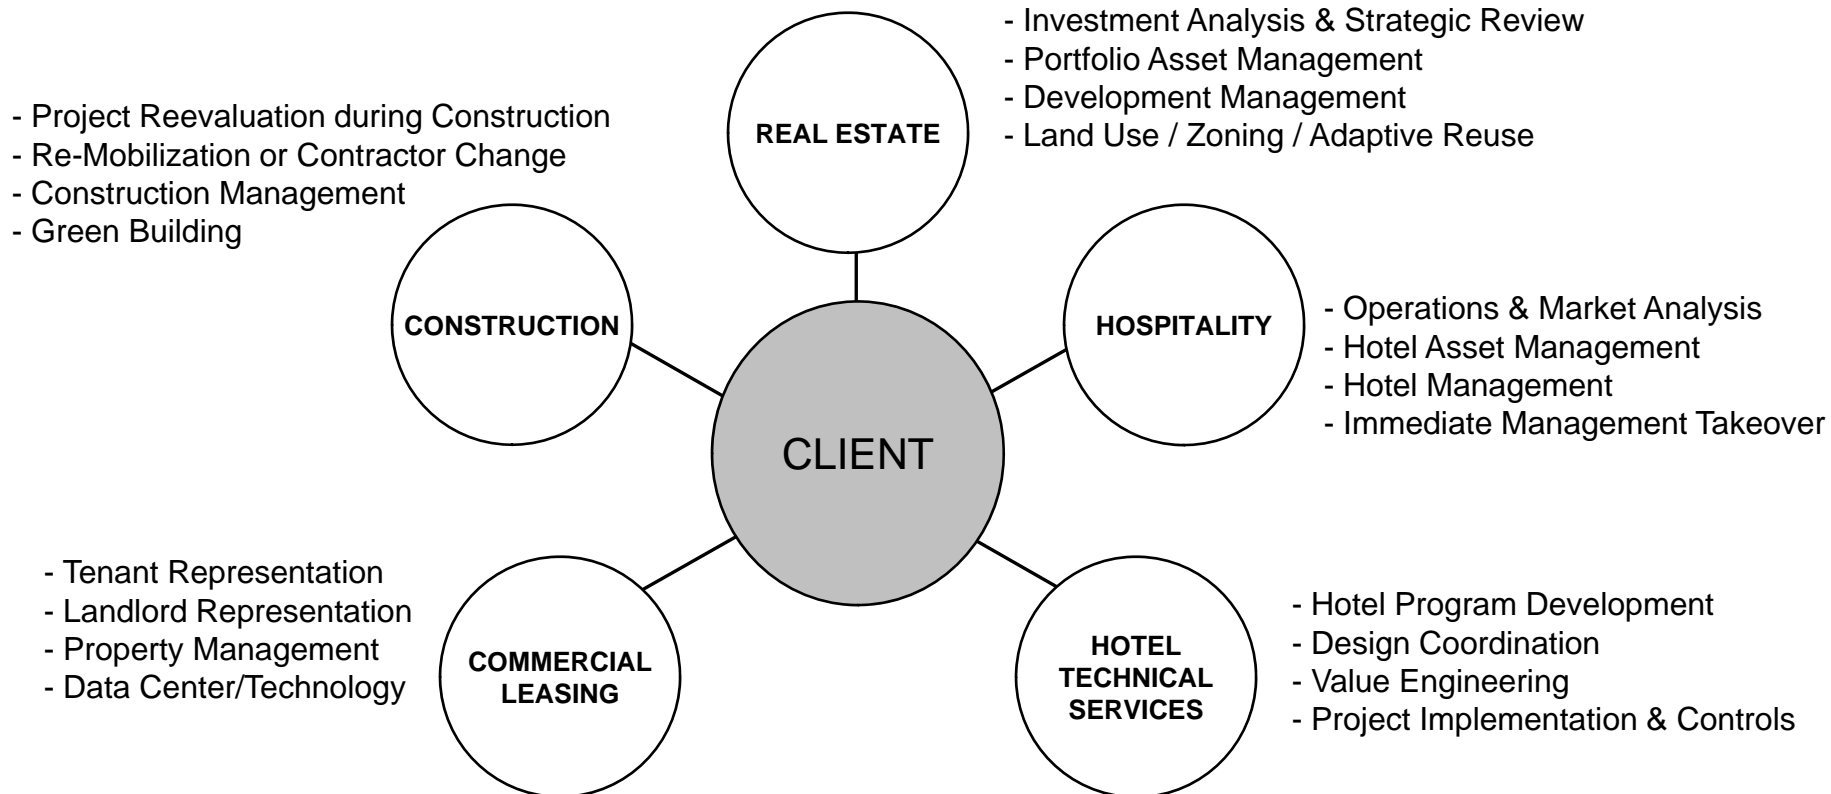 - Investment Analysis & Strategic Review
- Portfolio Asset Management
- Development Management
- Land Use / Zoning / Adaptive Reuse
REAL ESTATE
- Project Reevaluation during Construction
- Re-Mobilization or Contractor Change
- Construction Management
- Green Building
CONSTRUCTION
HOSPITALITY
- Operations & Market Analysis
- Hotel Asset Management
- Hotel Management
- Immediate Management Takeover
CLIENT
- Tenant Representation
- Landlord Representation
- Property Management
- Data Center/Technology
COMMERCIAL
LEASING
HOTEL
TECHNICAL
SERVICES
- Hotel Program Development
- Design Coordination
- Value Engineering
- Project Implementation & Controls